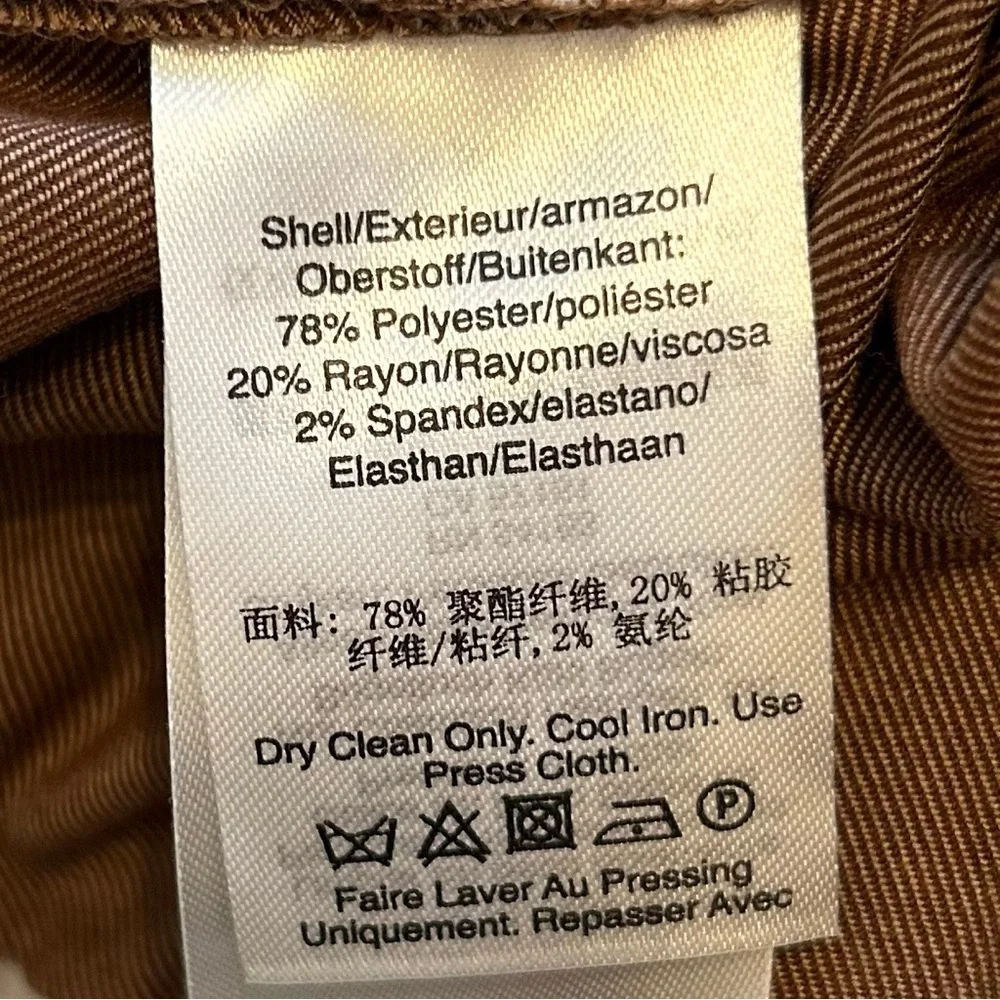 Shell/Exterieur/armazon/
Oberstoff/Buitenkant:
78% Polyester/poliéster
20% Rayon/Rayonne/viscosa
2% Spandex/elastano/
Elasthan/Elasthaan
面料: 78% 聚酯纤维, 20% 粘胶
纤维/粘纤, 2% 氨纶
Dry Clean Only. Cool Iron. Use
Press Cloth.
P
Faire Laver Au Pressing
Uniquement. Repasser Avec